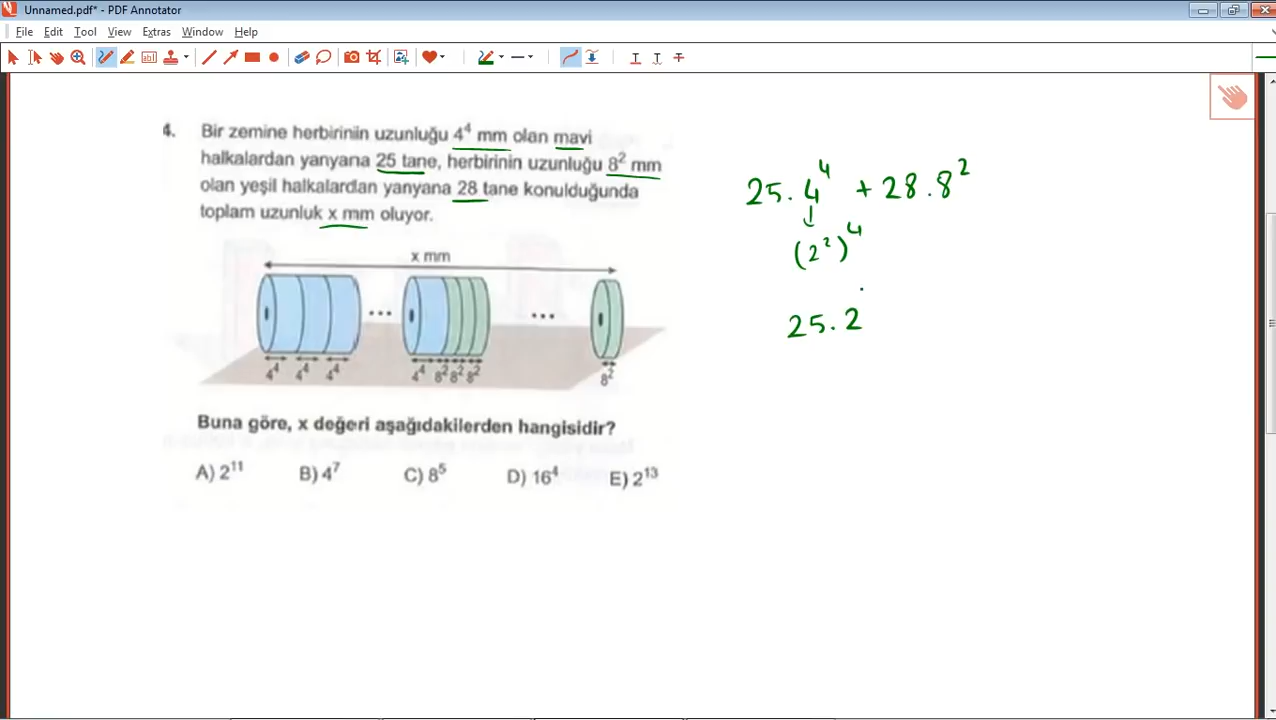 Unnamed.pdf* - PDF Annotator
File Edit Tool View Extras Window Help
4. Bir zemine herbirinin uzunluğu 4⁴ mm olan mavi
halkalardan yanyana 25 tane, herbirinin uzunluğu 8² mm
olan yeşil halkalardan yanyana 28 tane konulduğunda
toplam uzunluk x mm oluyor.
x mm
... ...
4⁴ 4⁴ 4⁴ 4⁴ 8² 8² 8² 8²
Buna göre, x değeri aşağıdakilerden hangisidir?
A) 2¹¹ B) 4⁷ C) 8⁵ D) 16⁴ E) 2¹³
25.4⁴ + 28.8²
(2²)⁴
25.2